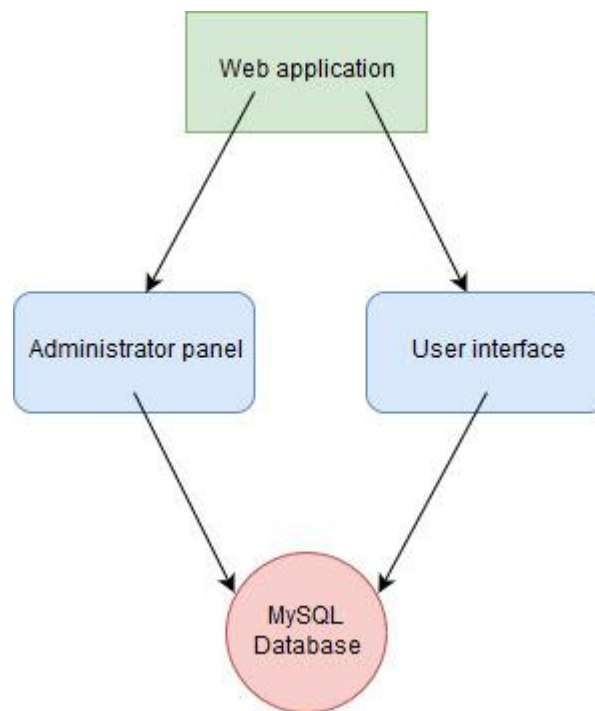 Web application
Administrator panel
User interface
MySQL
Database